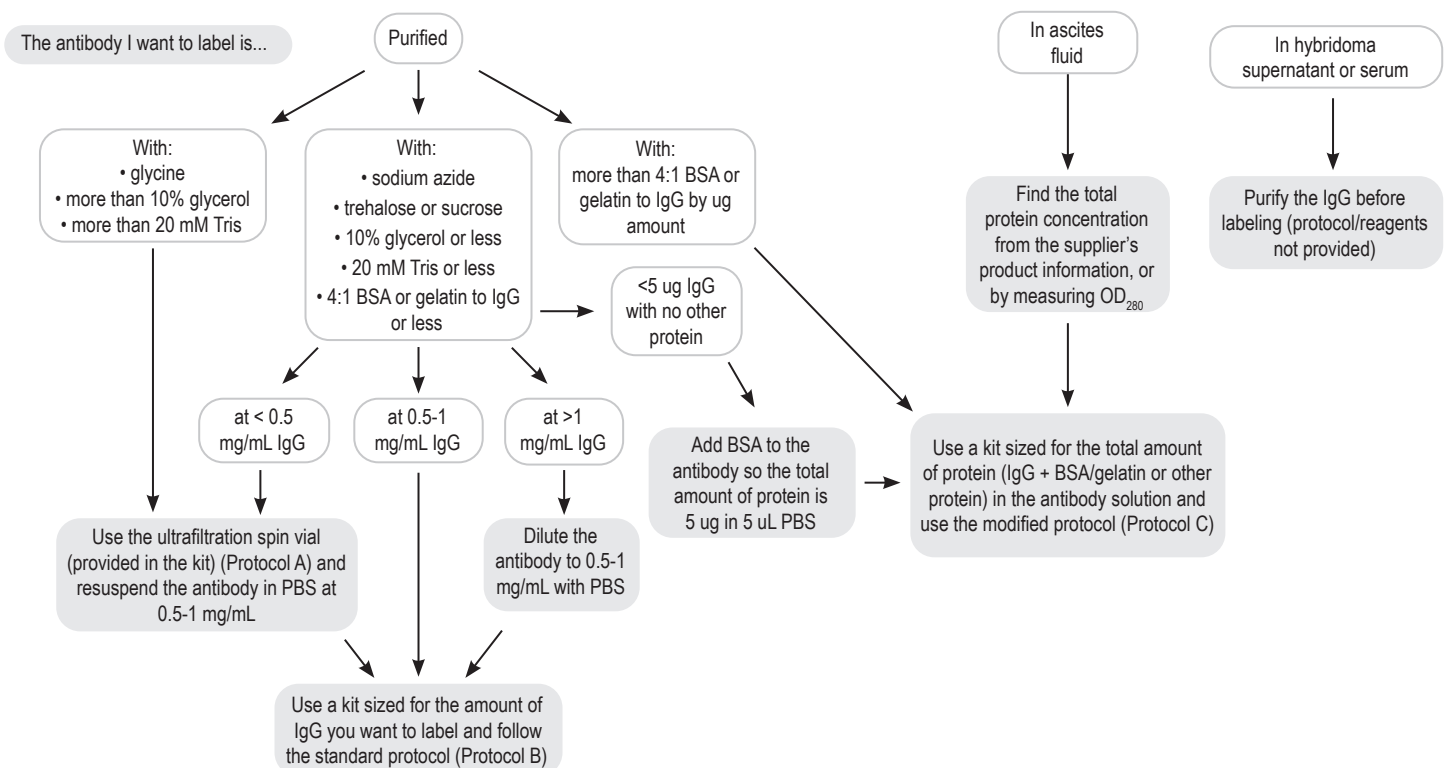 The antibody I want to label is...
Purified
In ascites
fluid
In hybridoma
supernatant or serum
With:
• glycine
• more than 10% glycerol
• more than 20 mM Tris
With:
• sodium azide
• trehalose or sucrose
• 10% glycerol or less
• 20 mM Tris or less
• 4:1 BSA or gelatin to IgG
or less
With:
more than 4:1 BSA or
gelatin to IgG by ug
amount
Find the total
protein concentration
from the supplier's
product information, or
by measuring OD280
Purify the IgG before
labeling (protocol/reagents
not provided)
<5 ug IgG
with no other
protein
at < 0.5
mg/mL IgG
at 0.5-1
mg/mL IgG
at >1
mg/mL IgG
Add BSA to the
antibody so the total
amount of protein is
5 ug in 5 uL PBS
Use a kit sized for the total amount
of protein (IgG + BSA/gelatin or other
protein) in the antibody solution and
use the modified protocol (Protocol C)
Use the ultrafiltration spin vial
(provided in the kit) (Protocol A) and
resuspend the antibody in PBS at
0.5-1 mg/mL
Dilute the
antibody to 0.5-1
mg/mL with PBS
Use a kit sized for the amount of
IgG you want to label and follow
the standard protocol (Protocol B)